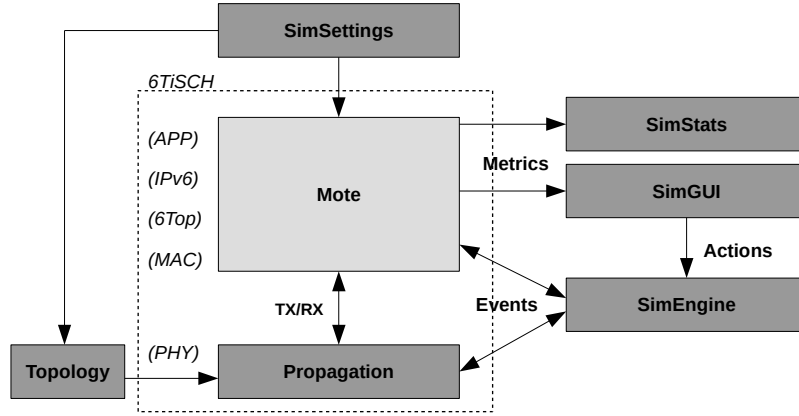 SimSettings
6TiSCH
(APP)
SimStats
Metrics
(IPv6)
Mote
SimGUI
(6Top)
(MAC)
Actions
TX/RX
Events
SimEngine
(PHY)
Topology
Propagation